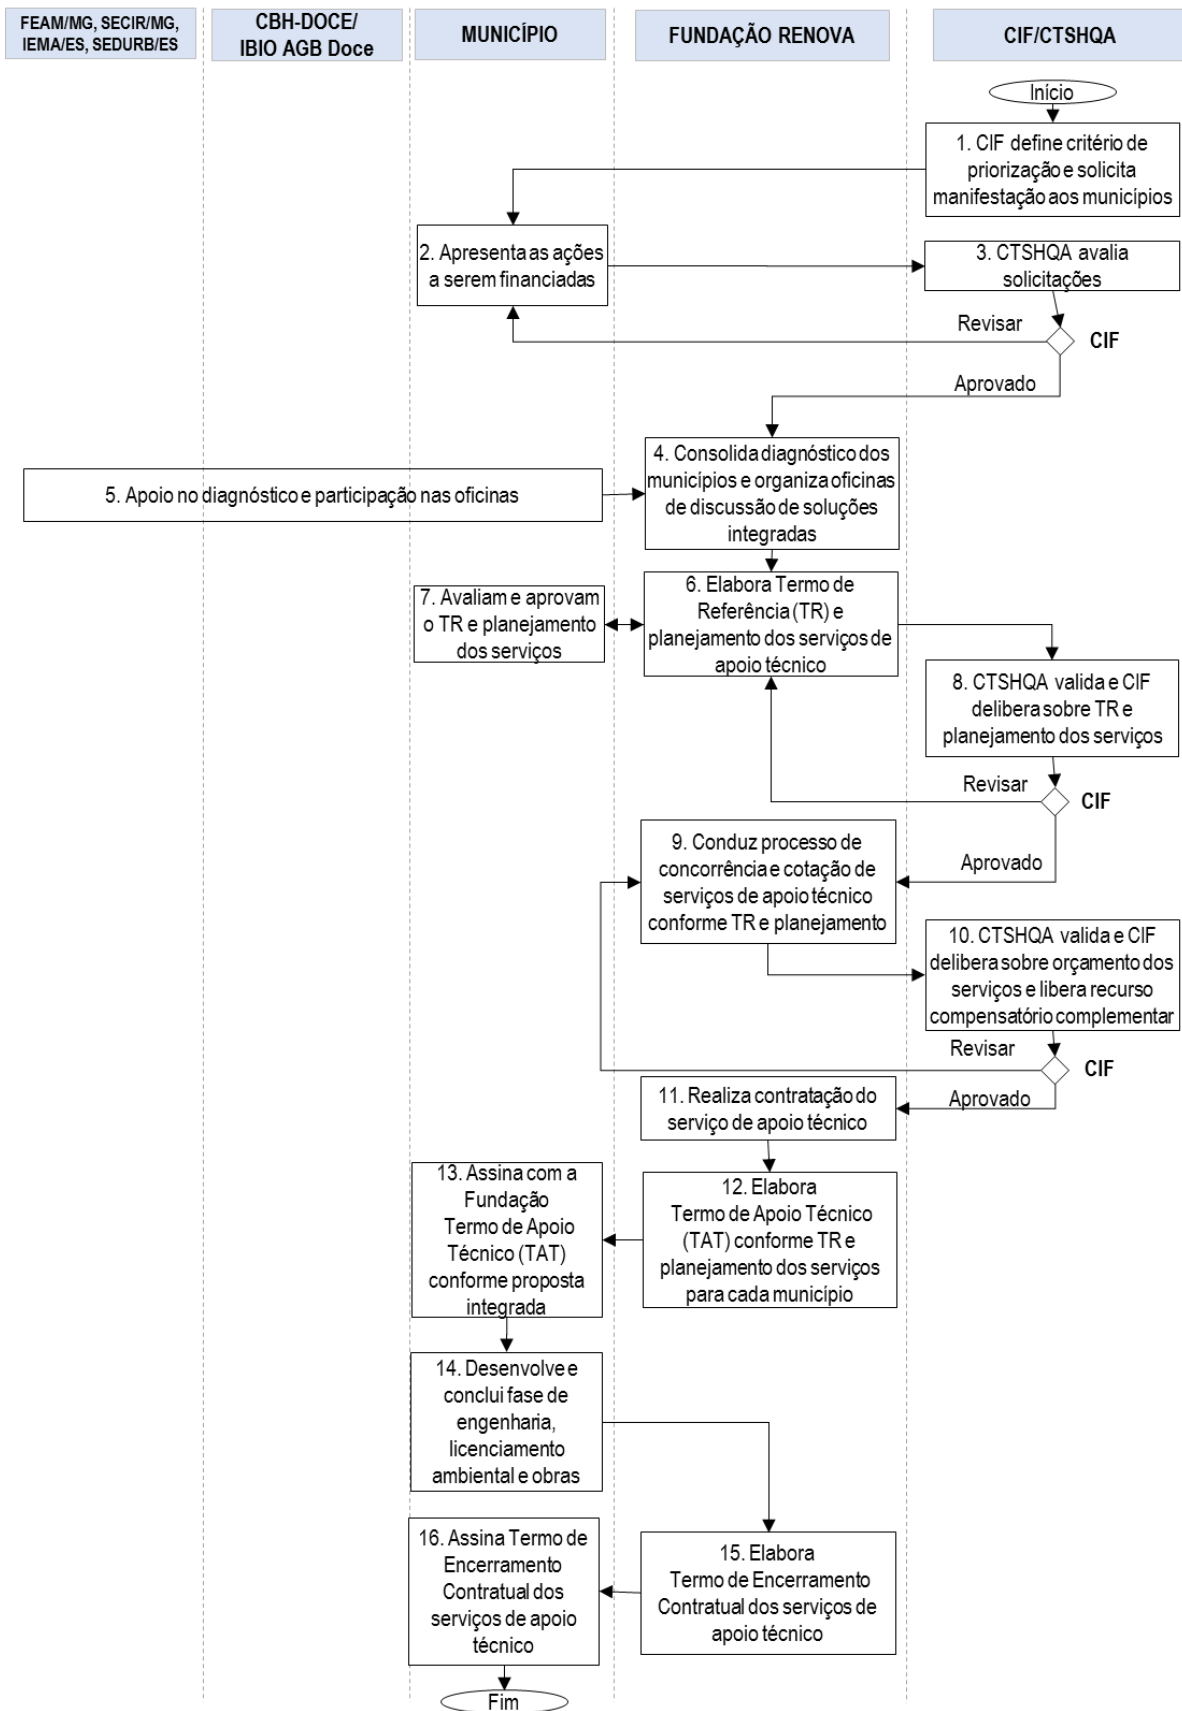 FEAM/MG, SECIR/MG,
IEMA/ES, SEDURB/ES
CBH-DOCE/
IBIO AGB Doce
MUNICÍPIO
FUNDAÇÃO RENOVA
CIF/CTSHQA
Início
1. CIF define critério de
priorização e solicita
manifestação aos municípios
2. Apresenta as ações
a serem financiadas
3. CTSHQA avalia
solicitações
Revisar
CIF
Aprovado
4. Consolida diagnóstico dos
municípios e organiza oficinas
de discussão de soluções
integradas
5. Apoio no diagnóstico e participação nas oficinas
6. Elabora Termo de
Referência (TR) e
planejamento dos serviços de
apoio técnico
7. Avaliam e aprovam
o TR e planejamento
dos serviços
8. CTSHQA valida e CIF
delibera sobre TR e
planejamento dos serviços
Revisar
CIF
Aprovado
9. Conduz processo de
concorrência e cotação de
serviços de apoio técnico
conforme TR e planejamento
10. CTSHQA valida e CIF
delibera sobre orçamento dos
serviços e libera recurso
compensatório complementar
Revisar
CIF
Aprovado
11. Realiza contratação do
serviço de apoio técnico
12. Elabora
Termo de Apoio Técnico
(TAT) conforme TR e
planejamento dos serviços
para cada município
13. Assina com a
Fundação
Termo de Apoio
Técnico (TAT)
conforme proposta
integrada
14. Desenvolve e
conclui fase de
engenharia,
licenciamento
ambiental e obras
15. Elabora
Termo de Encerramento
Contratual dos serviços de
apoio técnico
16. Assina Termo de
Encerramento
Contratual dos
serviços de apoio
técnico
Fim